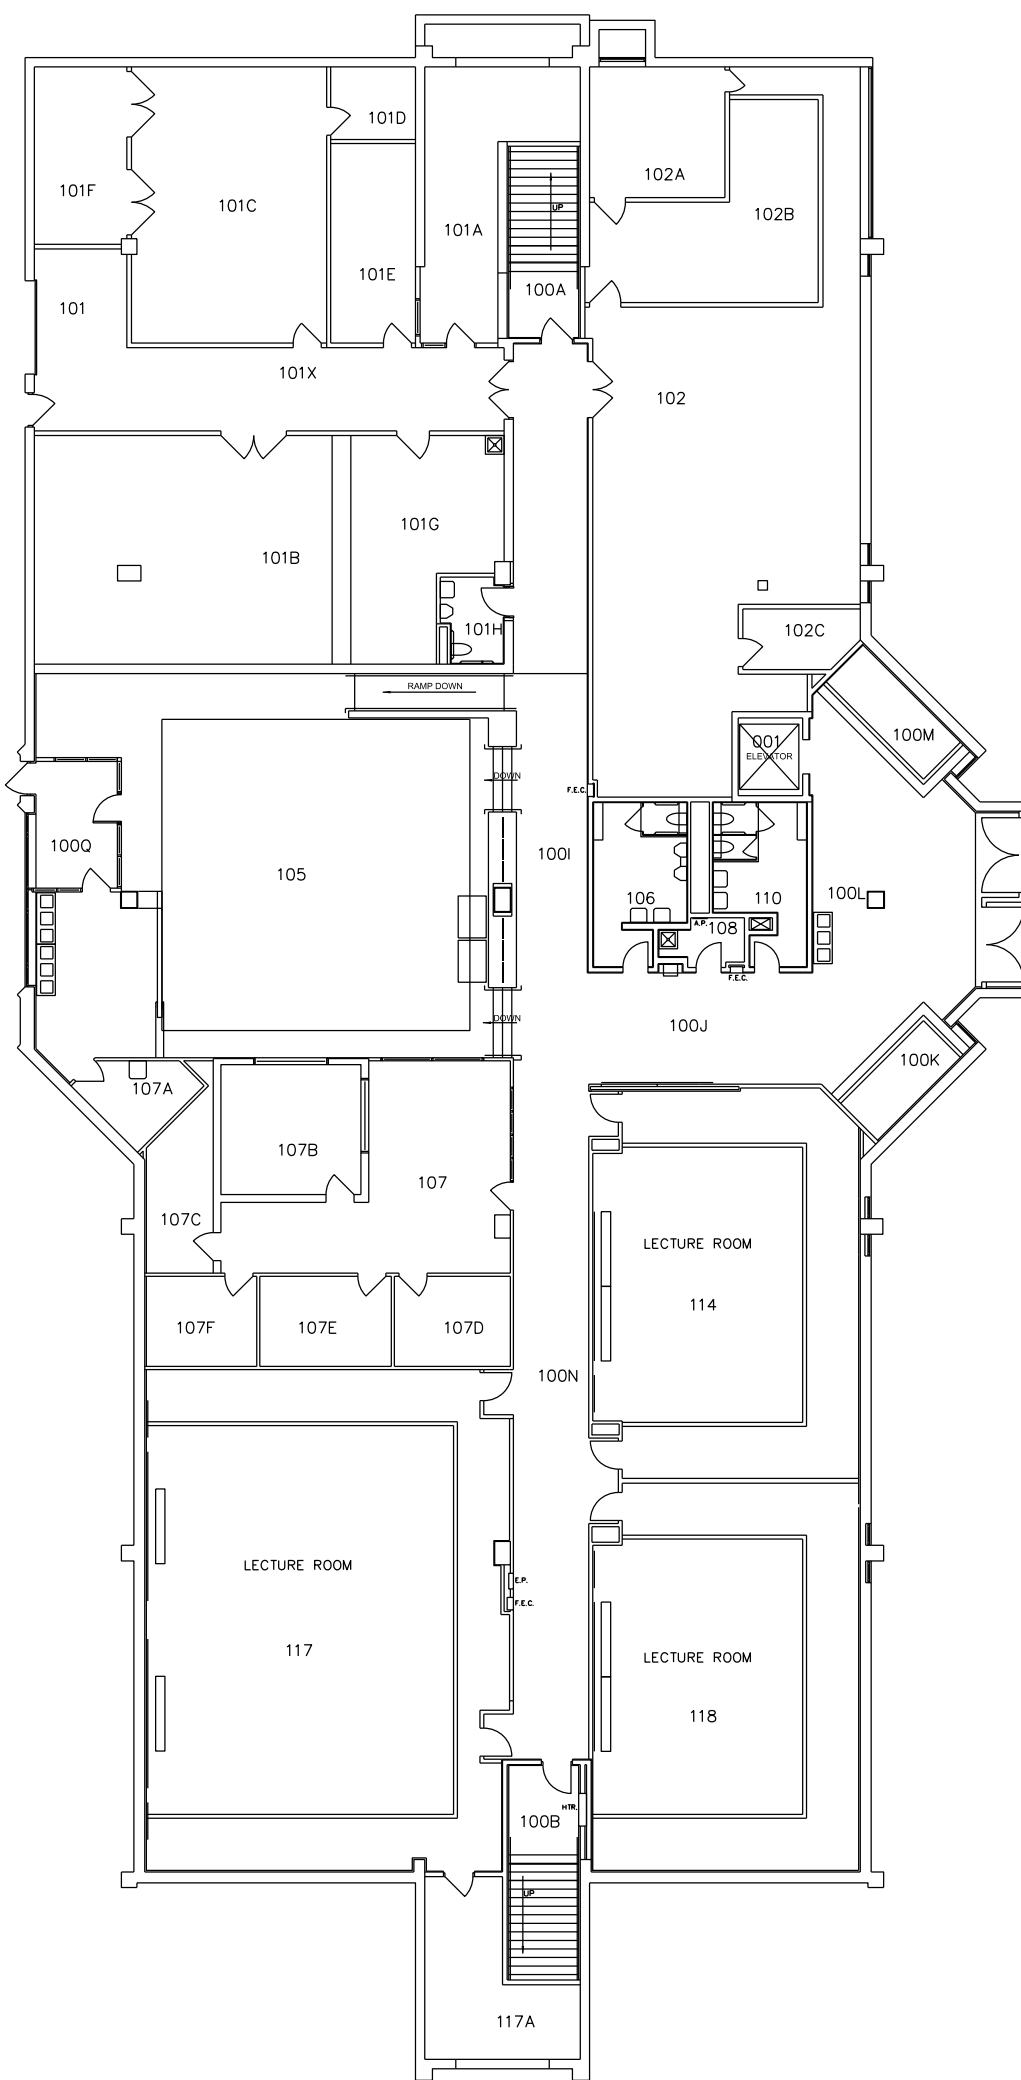 101D
102A
101F
101C
UP
102B
101A
101E
100A
101
101X
102
101G
101B
101H
102C
RAMP DOWN
100M
001
ELEVATOR
DOWN
F.E.C.
100Q
100I
105
106
110
100L
A.P.
108
F.E.C.
DOWN
100J
100K
107A
107B
107
107C
LECTURE ROOM
114
107F
107E
107D
100N
LECTURE ROOM
E.P.
F.E.C.
117
LECTURE ROOM
118
HTR.
100B
UP
117A